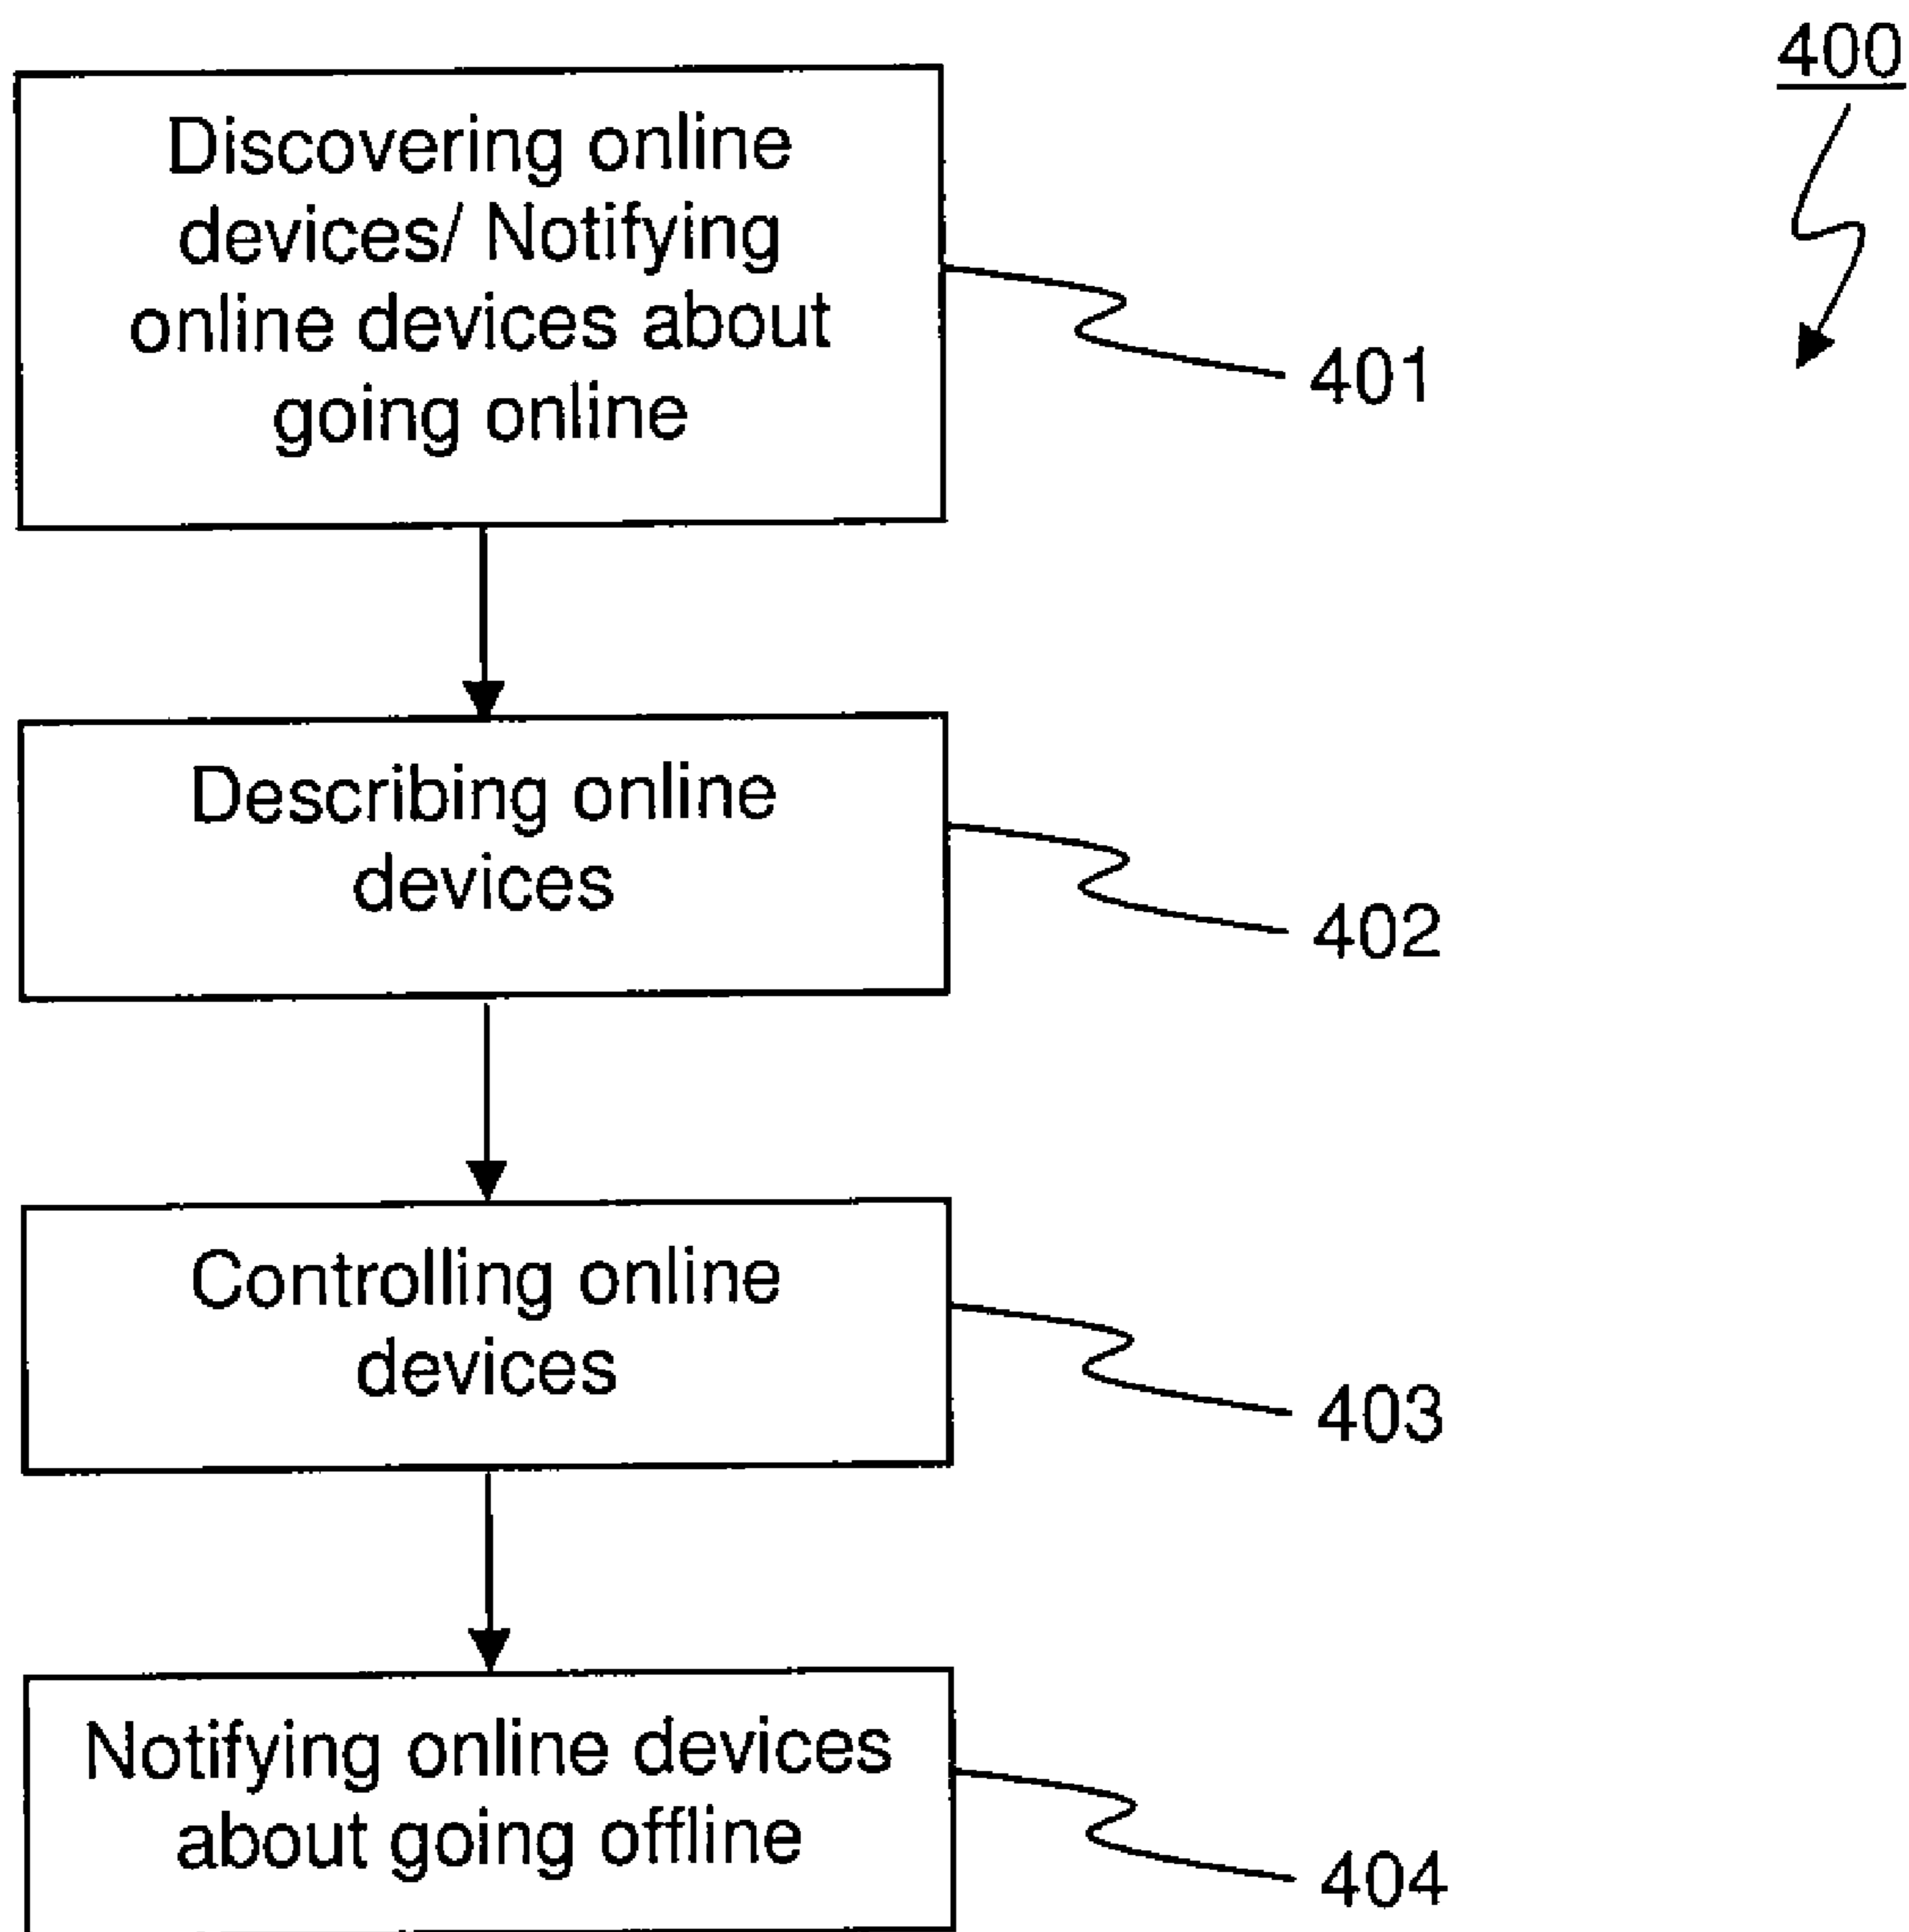 400
Discovering online
devices/ Notifying
online devices about
going online
401
Describing online
devices
402
Controlling online
devices
403
Notifying online devices
about going offline
404